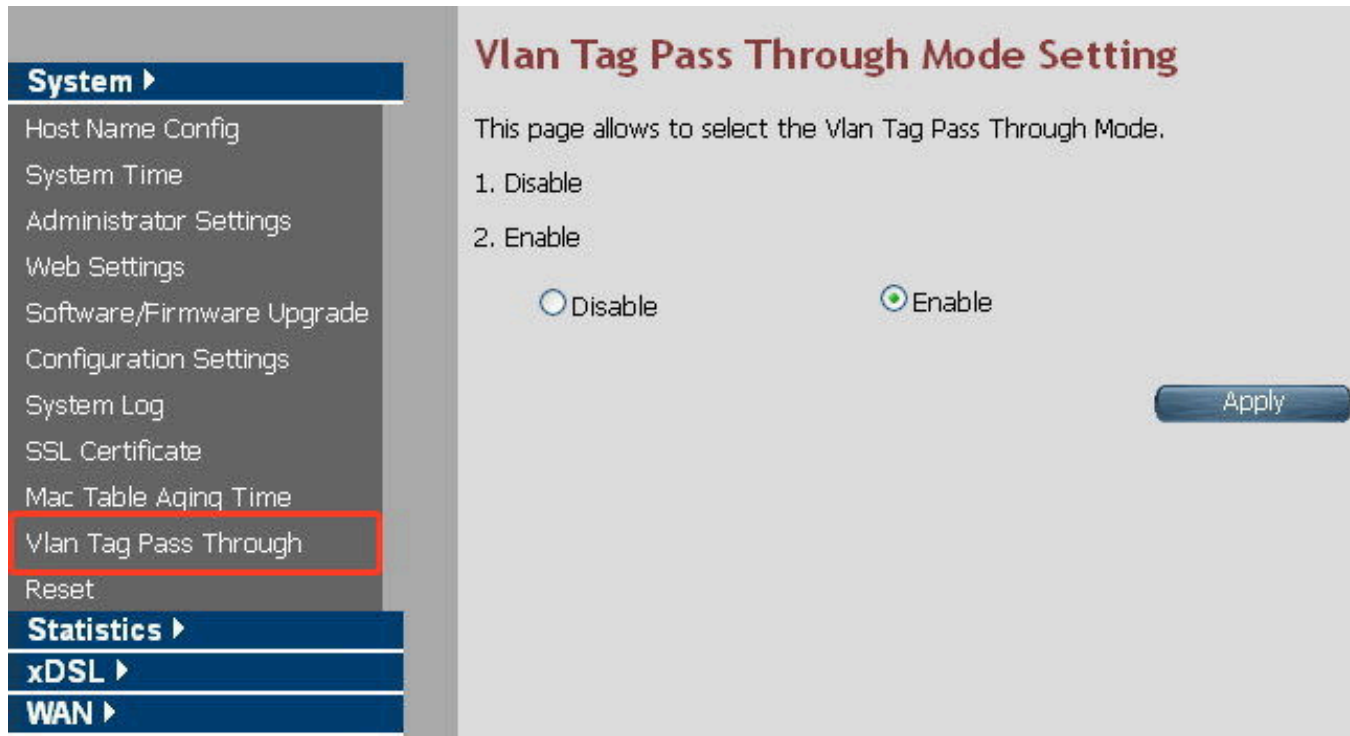 System
Host Name Config
System Time
Administrator Settings
Web Settings
Software/Firmware Upgrade
Configuration Settings
System Log
SSL Certificate
Mac Table Aging Time
Vlan Tag Pass Through
Reset
Statistics
xDSL
WAN
Vlan Tag Pass Through Mode Setting
This page allows to select the Vlan Tag Pass Through Mode.
1. Disable
2. Enable
Disable
Enable
Apply